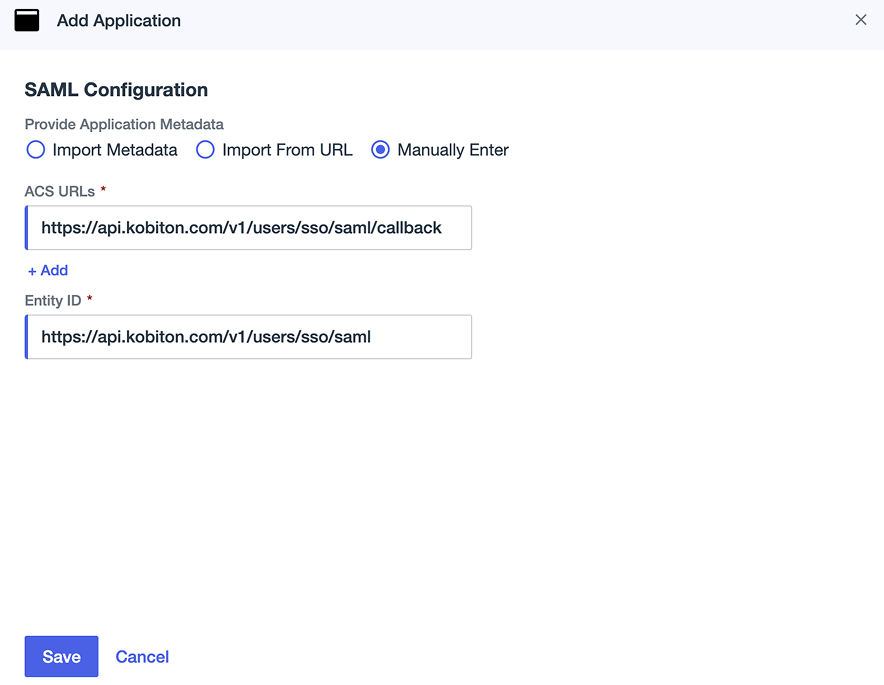 Add Application
SAML Configuration
Provide Application Metadata
Import Metadata Import From URL Manually Enter
ACS URLs *
https://api.kobiton.com/v1/users/sso/saml/callback
+ Add
Entity ID *
https://api.kobiton.com/v1/users/sso/saml
Save Cancel